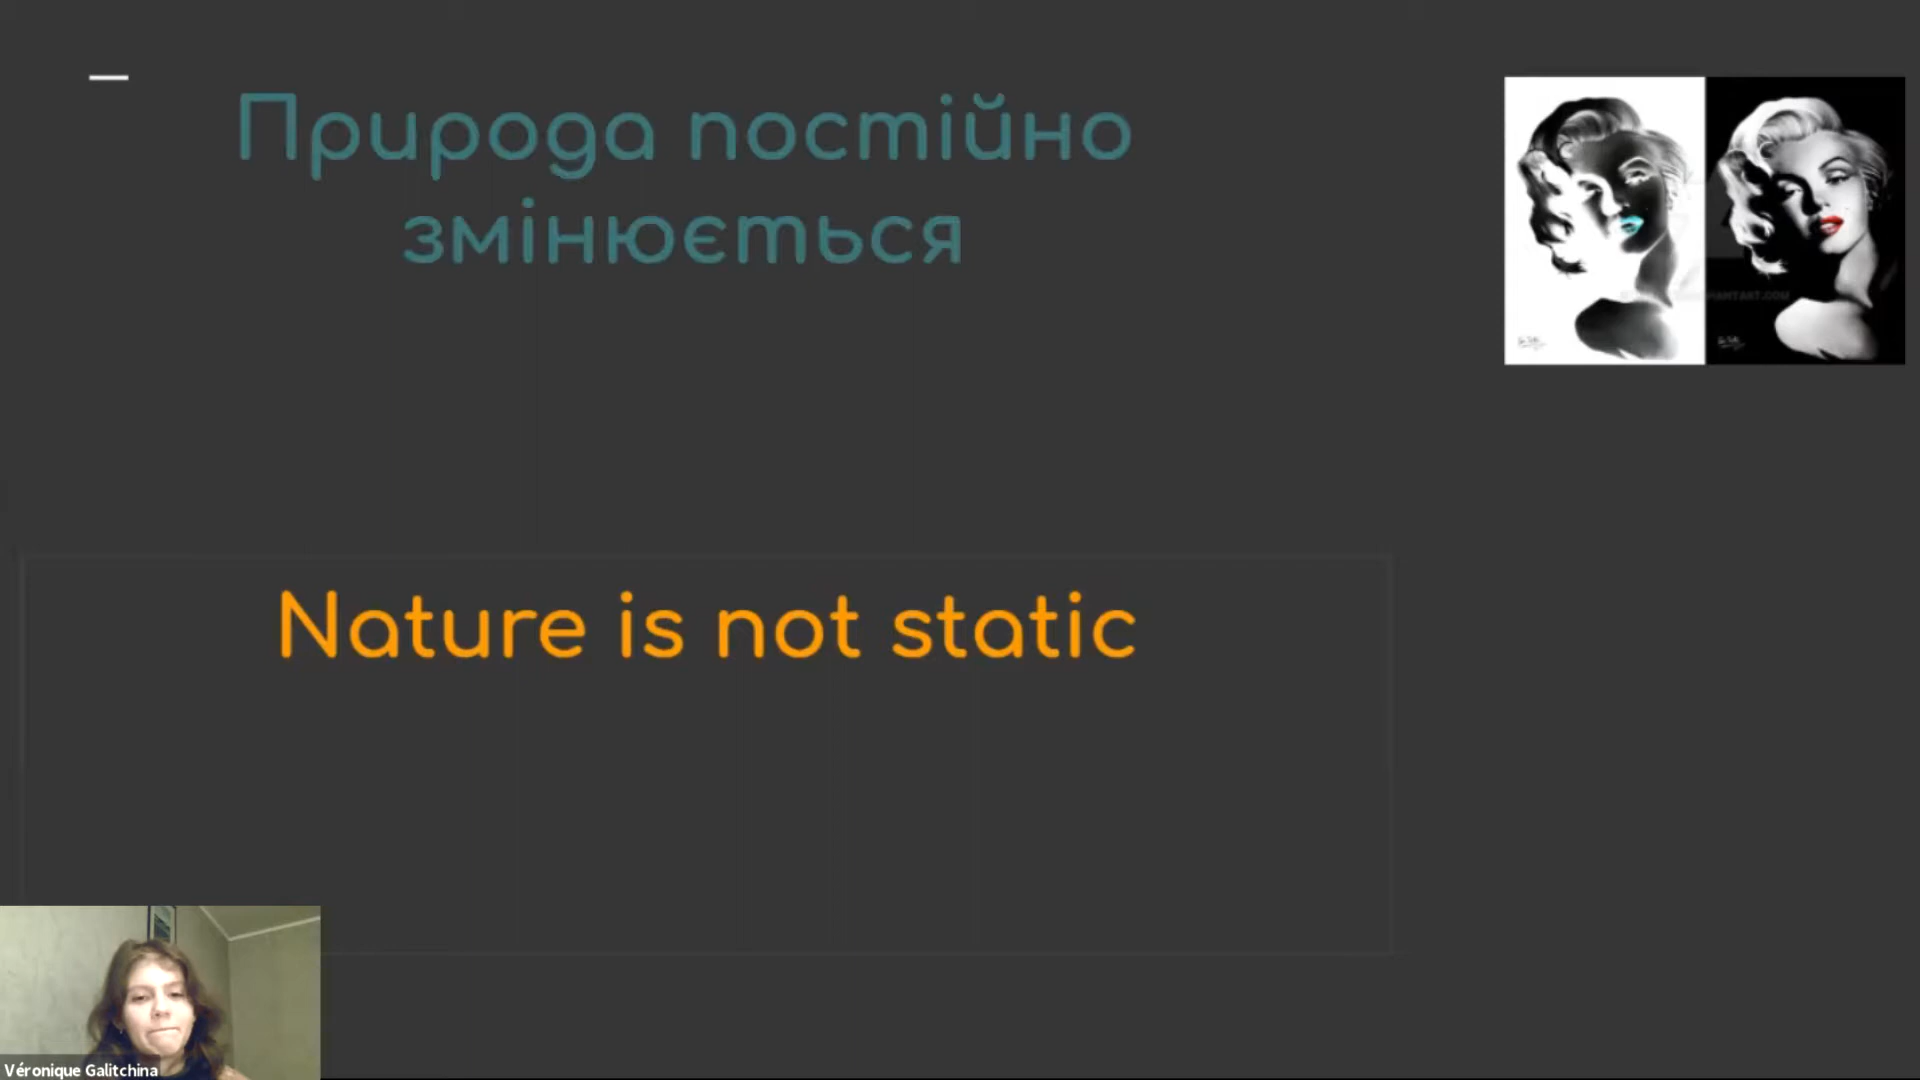 Природа постійно
змінюється
Nature is not static
Véronique Galitchina